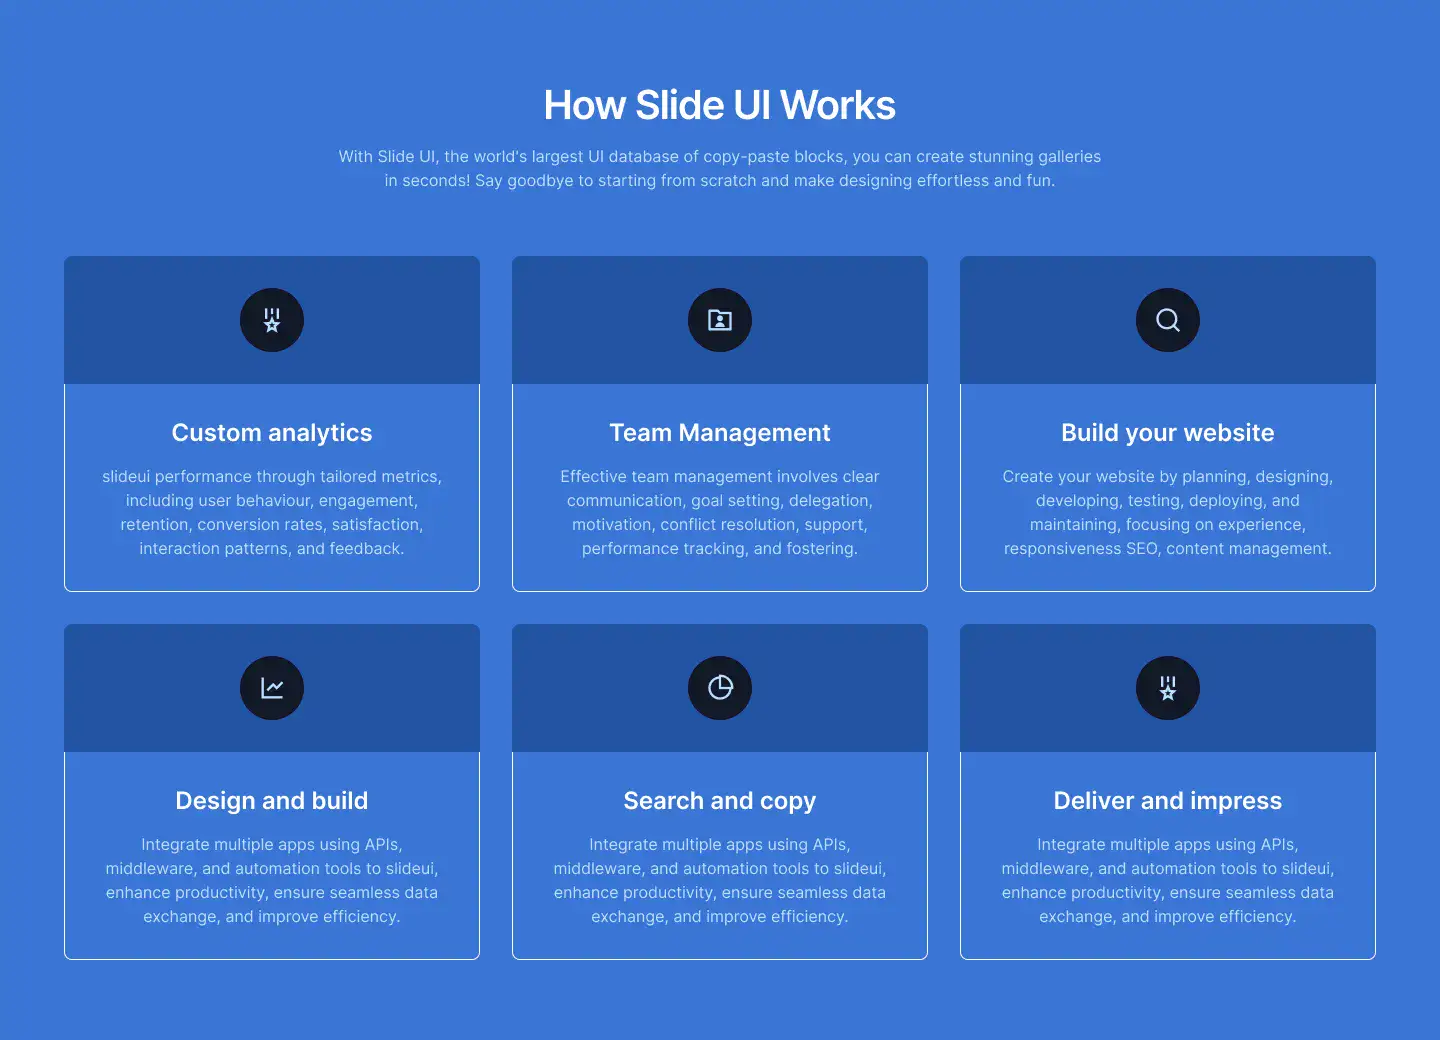 How Slide UI Works
With Slide UI, the world's largest UI database of copy-paste blocks, you can create stunning galleries
in seconds! Say goodbye to starting from scratch and make designing effortless and fun.
Custom analytics
slideui performance through tailored metrics,
including user behaviour, engagement,
retention, conversion rates, satisfaction,
interaction patterns, and feedback.
Team Management
Effective team management involves clear
communication, goal setting, delegation,
motivation, conflict resolution, support,
performance tracking, and fostering.
Build your website
Create your website by planning, designing,
developing, testing, deploying, and
maintaining, focusing on experience,
responsiveness SEO, content management.
Design and build
Integrate multiple apps using APIs,
middleware, and automation tools to slideui,
enhance productivity, ensure seamless data
exchange, and improve efficiency.
Search and copy
Integrate multiple apps using APIs,
middleware, and automation tools to slideui,
enhance productivity, ensure seamless data
exchange, and improve efficiency.
Deliver and impress
Integrate multiple apps using APIs,
middleware, and automation tools to slideui,
enhance productivity, ensure seamless data
exchange, and improve efficiency.